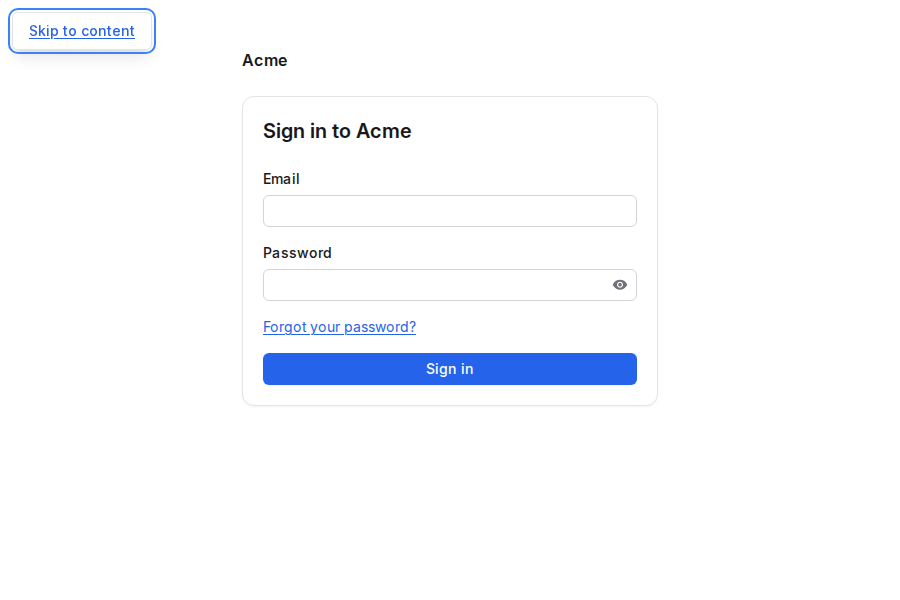 Skip to content
Acme
Sign in to Acme
Email
Password
Forgot your password?
Sign in